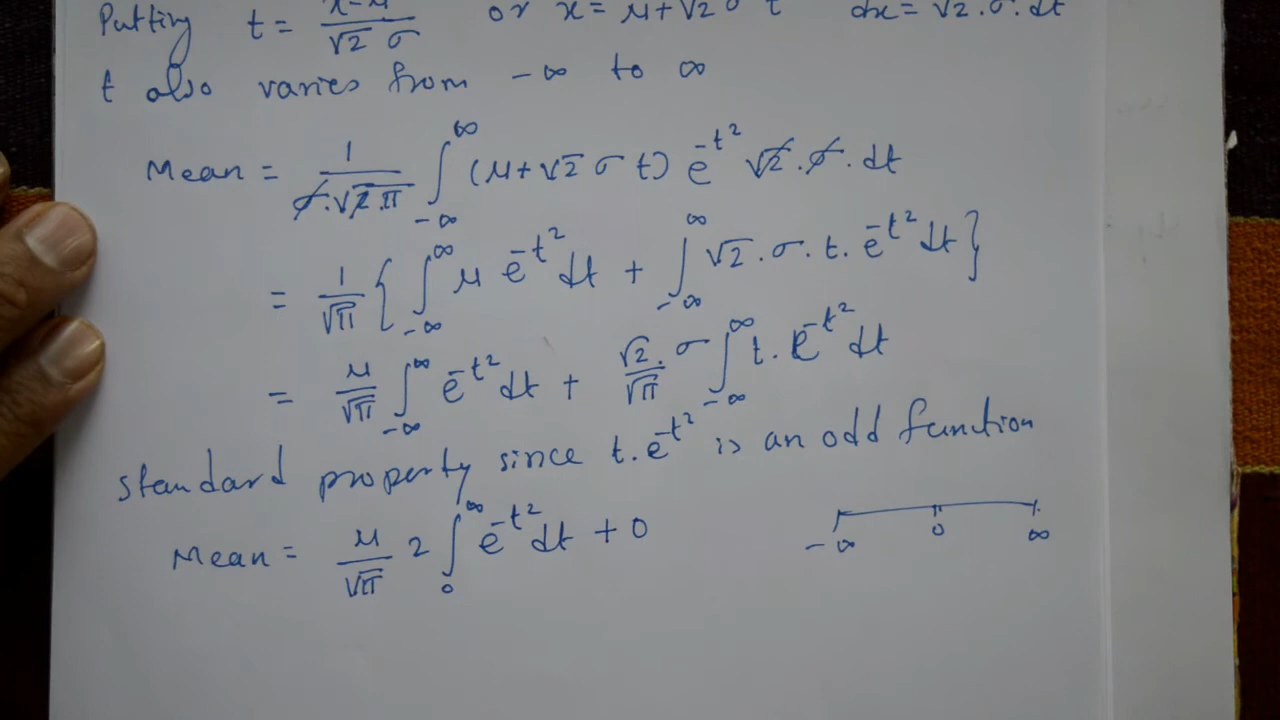 Putting t = x-μ / √2 σ or x = μ + √2 σ t dx = √2 . σ . dt
t also varies from -∞ to ∞
Mean = 1/σ.√2.π ∫_{-∞}^{∞} (μ + √2 σ t) e^{-t²} √2 . σ . dt
= 1/√π { ∫_{-∞}^{∞} μ e^{-t²} dt + ∫_{-∞}^{∞} √2 . σ . t . e^{-t²} dt }
= μ/√π ∫_{-∞}^{∞} e^{-t²} dt + √2 . σ/√π ∫_{-∞}^{∞} t . e^{-t²} dt
standard property since t. e^{-t²} is an odd function
Mean = μ/√π 2 ∫_{0}^{∞} e^{-t²} dt + 0
-∞ 0 ∞